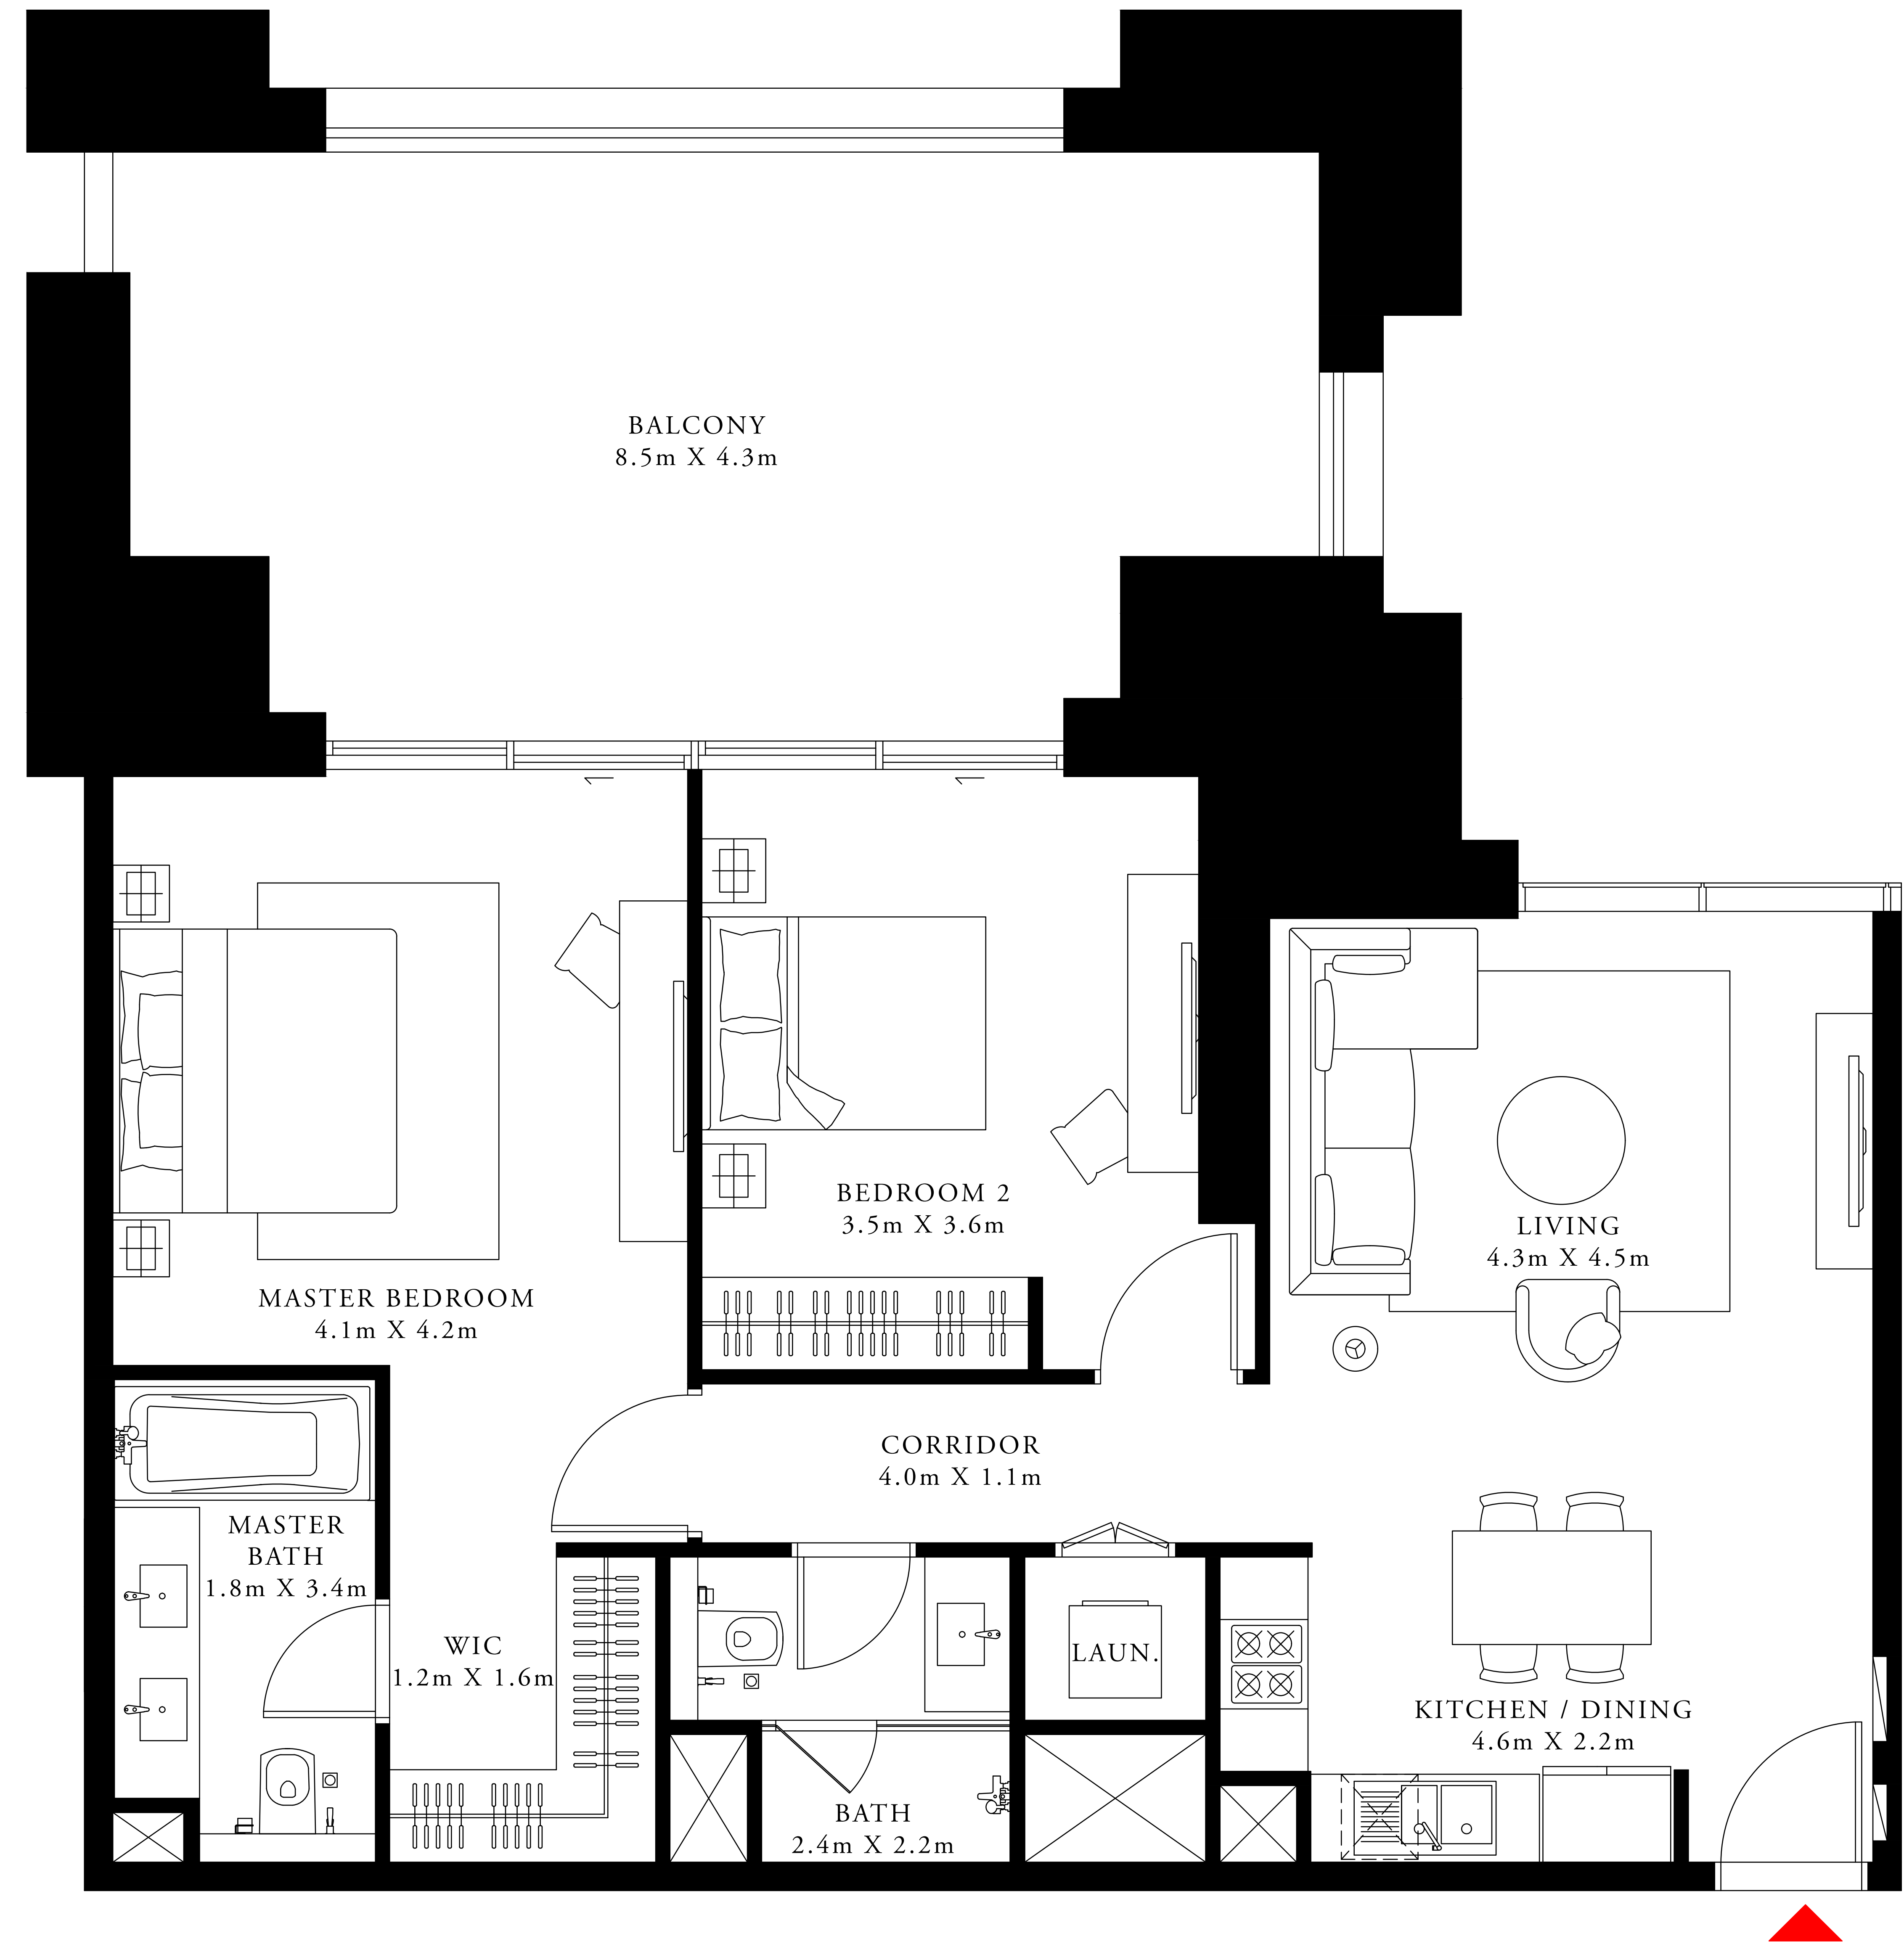 BALCONY
8.5m X 4.3m
BEDROOM 2
3.5m X 3.6m
LIVING
4.3m X 4.5m
MASTER BEDROOM
4.1m X 4.2m
CORRIDOR
4.0m X 1.1m
MASTER
BATH
1.8m X 3.4m
WIC
1.2m X 1.6m
LAUN.
KITCHEN / DINING
4.6m X 2.2m
BATH
2.4m X 2.2m